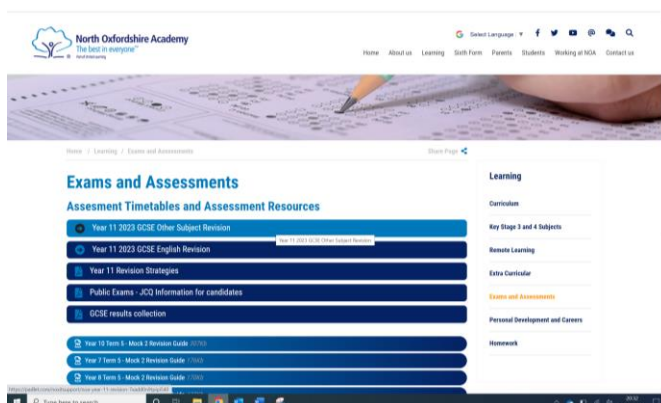 North Oxfordshire Academy
The best in everyone™
Select Language ▼
Home About us Learning Sixth Form Parents Students Working at NOA Contact us
Home / Learning / Exams and Assessments
Share Page
Exams and Assessments
Assesment Timetables and Assessment Resources
Year 11 2023 GCSE Other Subject Revision
Year 11 2023 GCSE Other Subject Revision
Year 11 2023 GCSE English Revision
Year 11 Revision Strategies
Public Exams - JCQ Information for candidates
GCSE results collection
Year 10 Term 5 - Mock 2 Revision Guide
Year 7 Term 5 - Mock 2 Revision Guide
Year 8 Term 5 - Mock 2 Revision Guide
Learning
Curriculum
Key Stage 3 and 4 Subjects
Remote Learning
Extra Curricular
Exams and Assessments
Personal Development and Careers
Homework
Type here to search
20:32